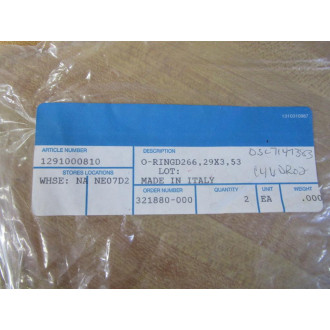 ARTICLE NUMBER
1291000810
DESCRIPTION
O-RINGD266,29X3,53
STORES LOCATIONS
WHSE: NA NE07D2
LOT:
MADE IN ITALY
ORDER NUMBER
321880-000
QUANTITY
2
UNIT
EA
WEIGHT
.000